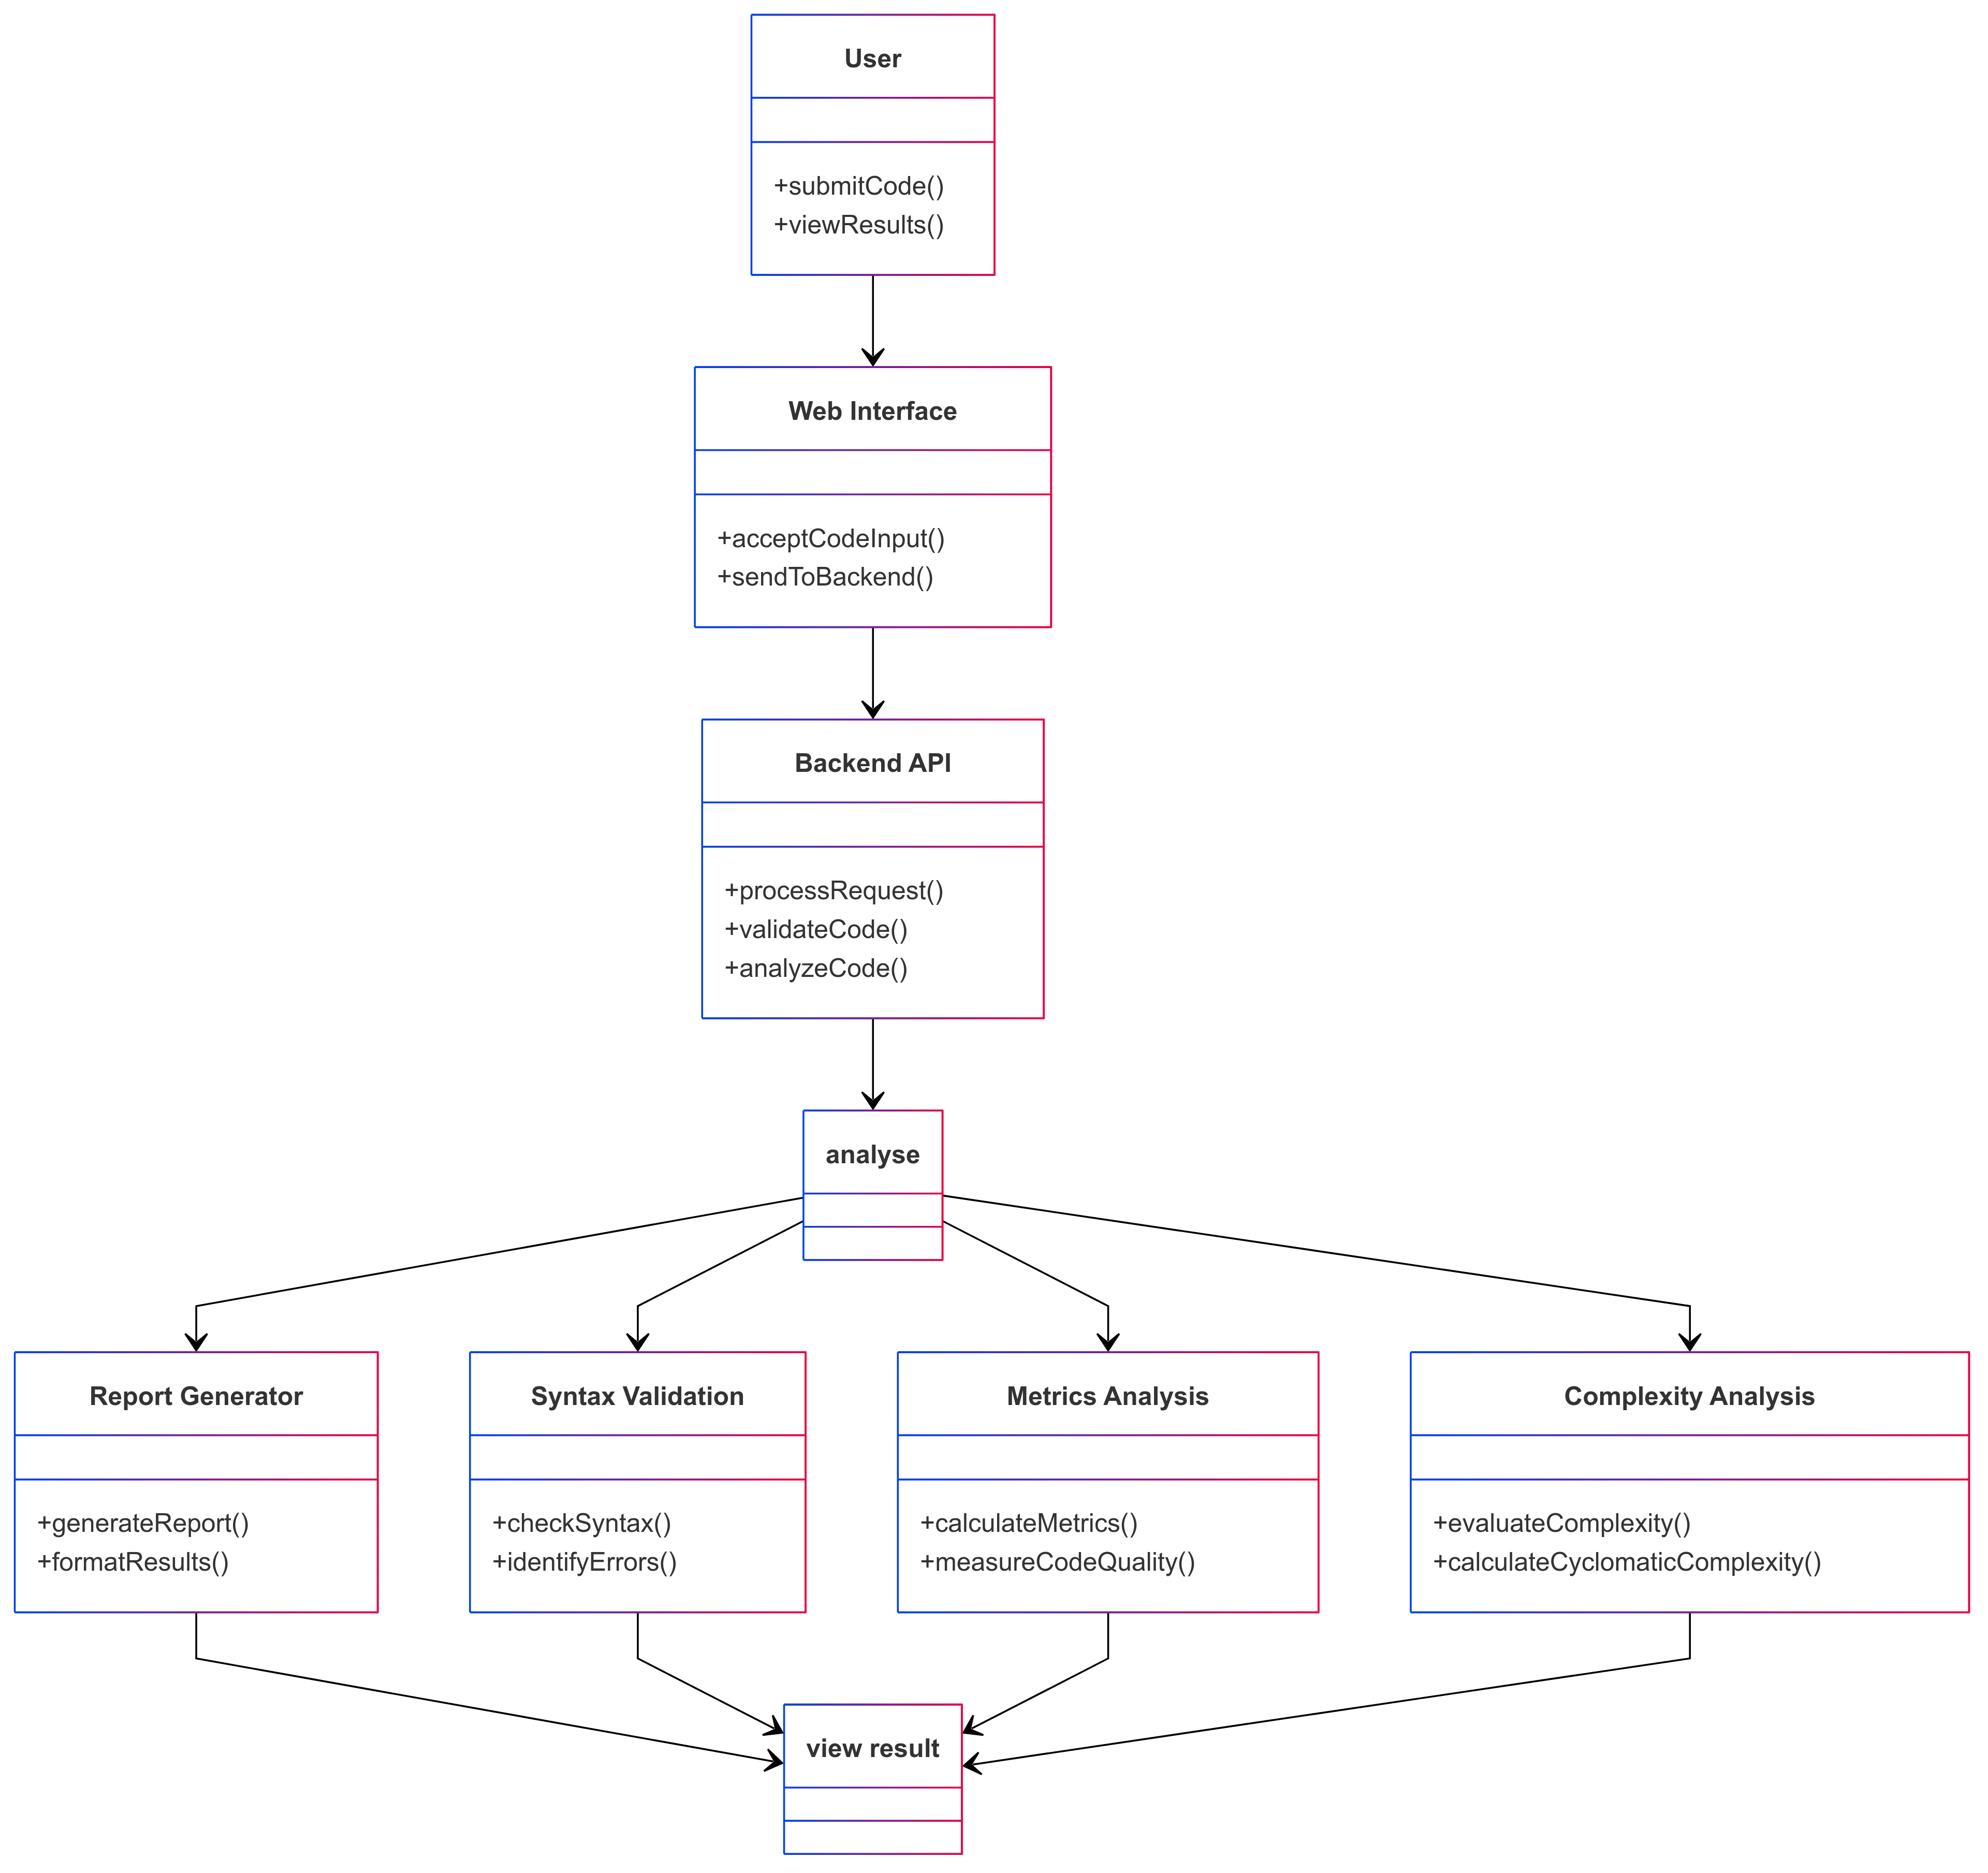 User
+submitCode()
+viewResults()
Web Interface
+acceptCodeInput()
+sendToBackend()
Backend API
+processRequest()
+validateCode()
+analyzeCode()
analyse
Report Generator
+generateReport()
+formatResults()
Syntax Validation
+checkSyntax()
+identifyErrors()
Metrics Analysis
+calculateMetrics()
+measureCodeQuality()
Complexity Analysis
+evaluateComplexity()
+calculateCyclomaticComplexity()
view result